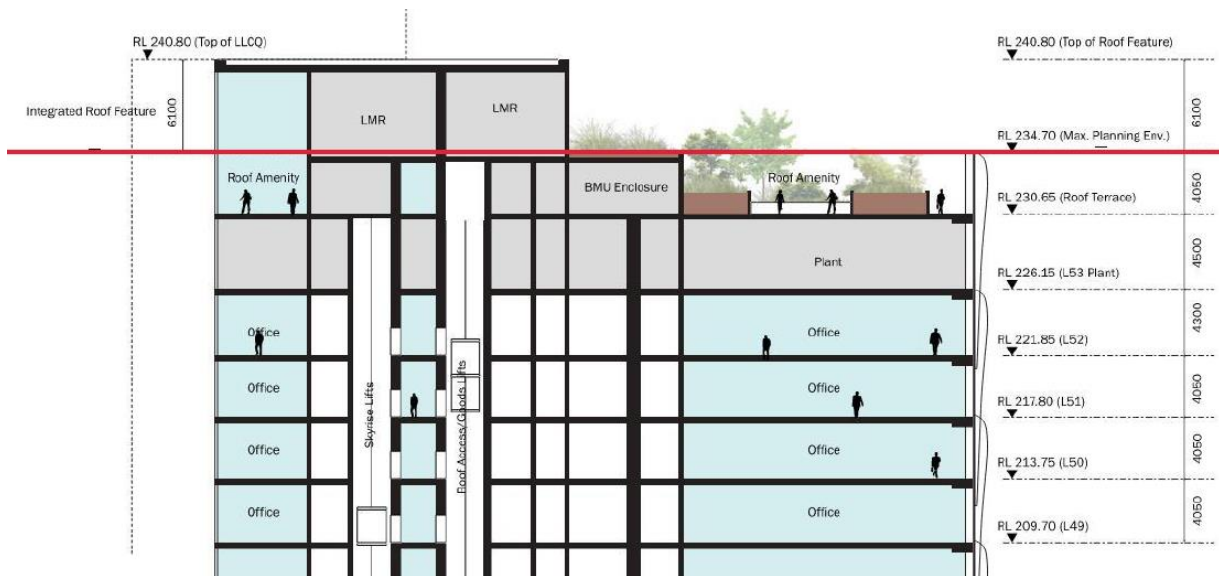 RL 240.80 (Top of LLCQ)
RL 240.80 (Top of Roof Feature)
Integrated Roof Feature
6100
LMR
LMR
6100
RL 234.70 (Max. Planning Env.)
Roof Amenity
BMU Enclosure
Roof Amenity
4050
RL 230.65 (Roof Terrace)
Plant
4500
RL 226.15 (L53 Plant)
4300
Office
Office
RL 221.85 (L52)
Office
Office
4050
RL 217.80 (L51)
Skyrise Lifts
Roof Access/Goods Lifts
Office
Office
4050
RL 213.75 (L50)
Office
Office
4050
RL 209.70 (L49)